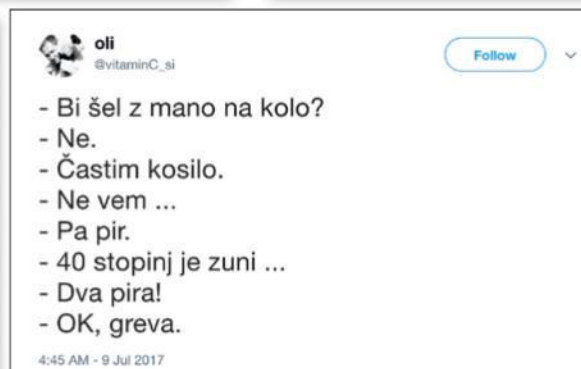 oli
@vitaminC_si
Follow
- Bi šel z mano na kolo?
- Ne.
- Častim kosilo.
- Ne vem ...
- Pa pir.
- 40 stopinj je zuni ...
- Dva pira!
- OK, greva.
4:45 AM - 9 Jul 2017